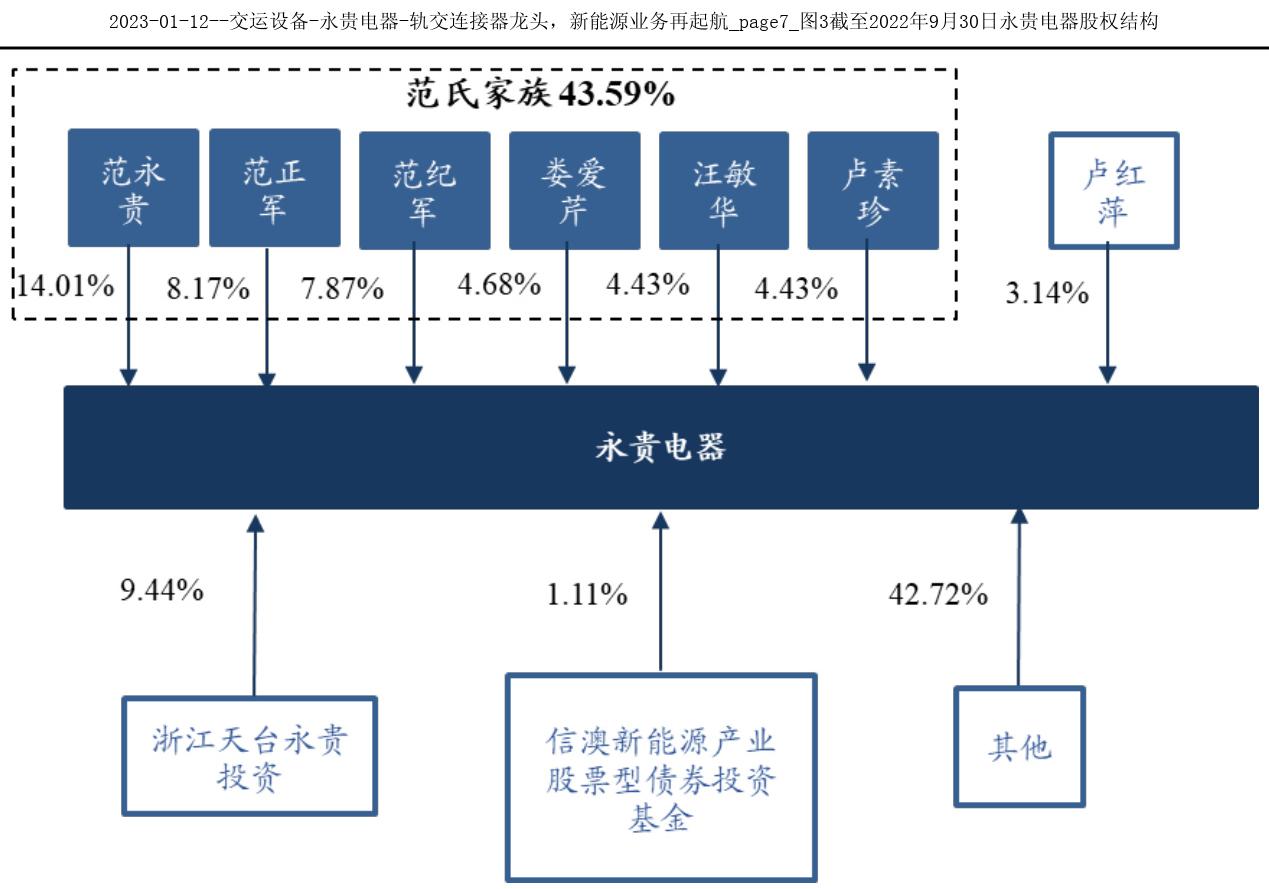 2023-01-12--交运设备-永贵电器-轨交连接器龙头，新能源业务再起航_page7_图3截至2022年9月30日永贵电器股权结构
范氏家族 43.59%
范永
贵
范正
军
范纪
军
娄爱
芹
汪敏
华
卢素
珍
卢红
萍
14.01%
8.17%
7.87%
4.68%
4.43%
4.43%
3.14%
永贵电器
9.44%
1.11%
42.72%
浙江天台永贵
投资
信澳新能源产业
股票型债券投资
基金
其他